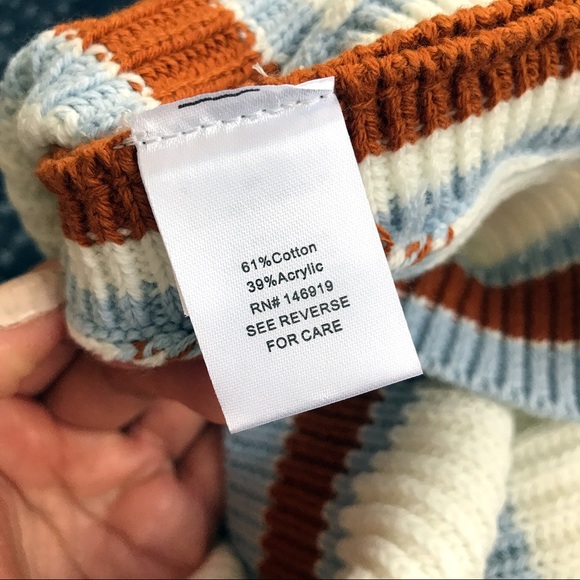 61%Cotton
39%Acrylic
RN# 146919
SEE REVERSE
FOR CARE